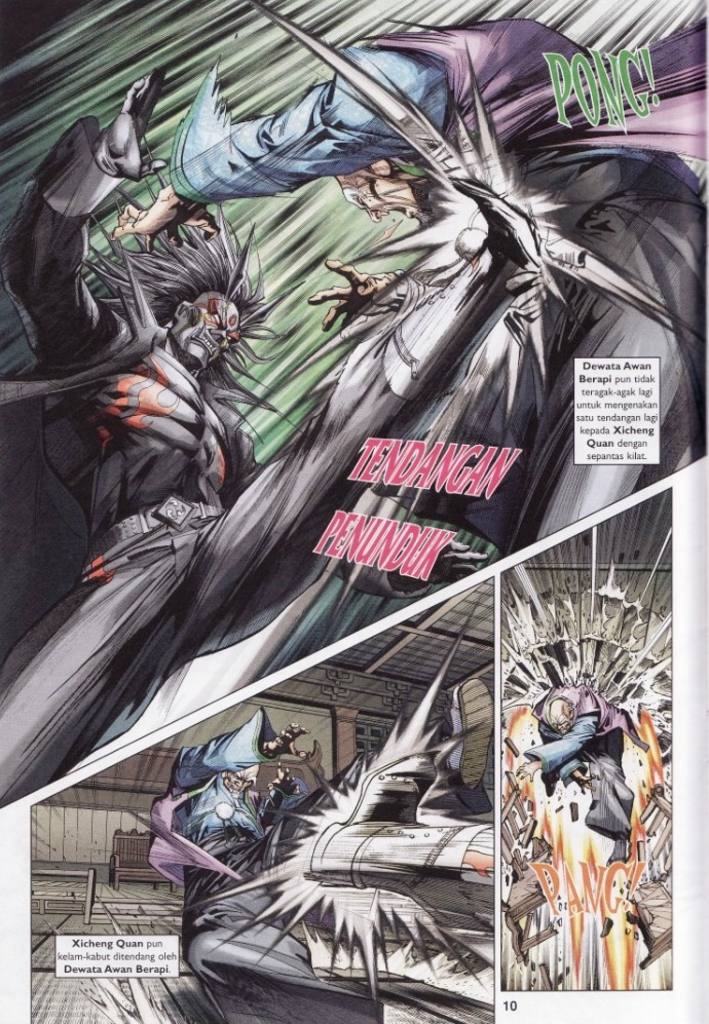 PONG!
Dewata Awan
Berapi pun tidak
teragak-agak lagi
untuk mengenakan
satu tendangan lagi
kepada Xicheng
Quan dengan
sepantas kilat.
TENDANGAN
PENUNDUK
Xicheng Quan pun
kelam-kabut ditendang oleh
Dewata Awan Berapi.
PANG!
10